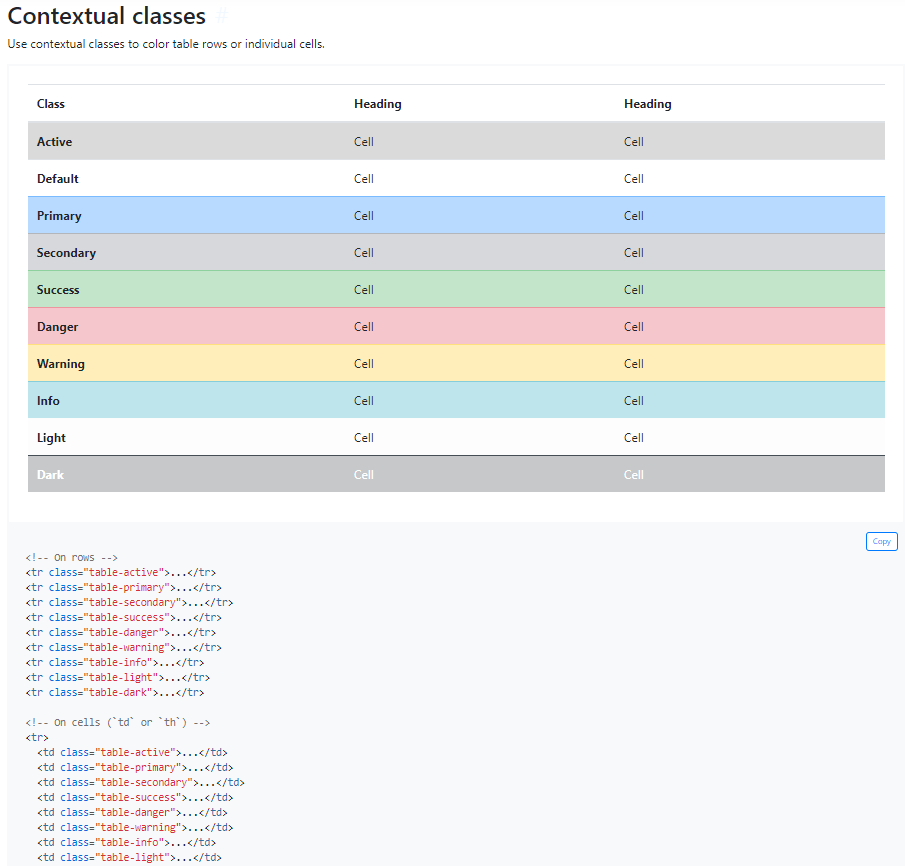 Contextual classes #
Use contextual classes to color table rows or individual cells.
Class Heading Heading
Active Cell Cell
Default Cell Cell
Primary Cell Cell
Secondary Cell Cell
Success Cell Cell
Danger Cell Cell
Warning Cell Cell
Info Cell Cell
Light Cell Cell
Dark Cell Cell
Copy
<!-- On rows -->
<tr class="table-active">...</tr>
<tr class="table-primary">...</tr>
<tr class="table-secondary">...</tr>
<tr class="table-success">...</tr>
<tr class="table-danger">...</tr>
<tr class="table-warning">...</tr>
<tr class="table-info">...</tr>
<tr class="table-light">...</tr>
<tr class="table-dark">...</tr>
<!-- On cells (`td` or `th`) -->
<tr>
<td class="table-active">...</td>
<td class="table-primary">...</td>
<td class="table-secondary">...</td>
<td class="table-success">...</td>
<td class="table-danger">...</td>
<td class="table-warning">...</td>
<td class="table-info">...</td>
<td class="table-light">...</td>